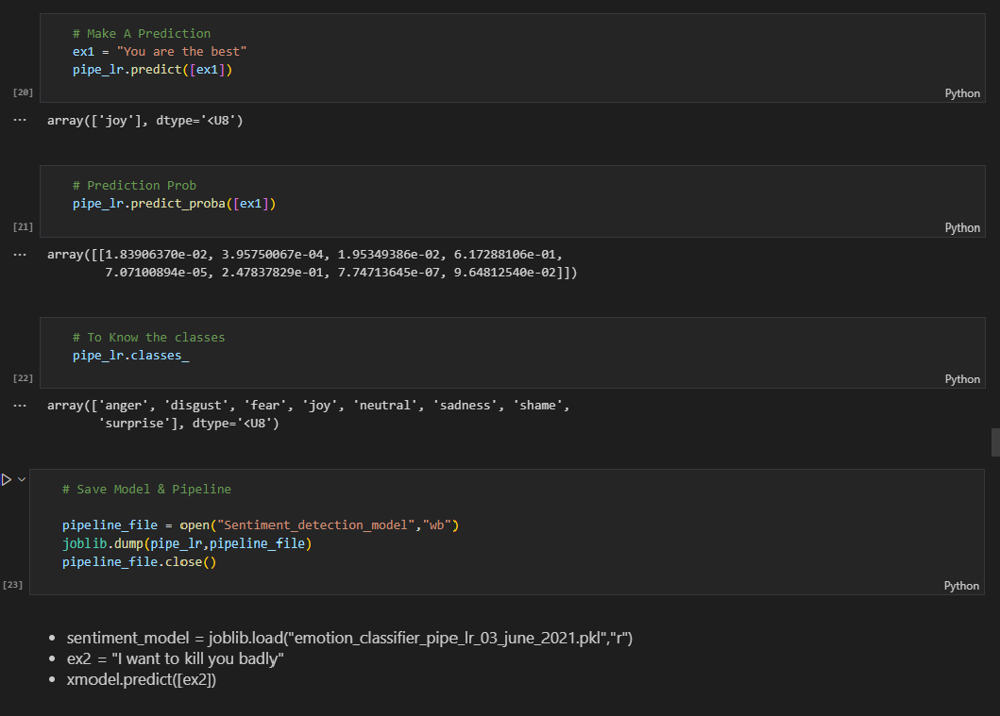 # Make A Prediction
ex1 = "You are the best"
pipe_lr.predict([ex1])
[20]
Python
... array(['joy'], dtype='<U8')
# Prediction Prob
pipe_lr.predict_proba([ex1])
[21]
Python
... array([[1.83906370e-02, 3.95750067e-04, 1.95349386e-02, 6.17288106e-01,
7.07100894e-05, 2.47837829e-01, 7.74713645e-07, 9.64812540e-02]])
# To Know the classes
pipe_lr.classes_
[22]
Python
... array(['anger', 'disgust', 'fear', 'joy', 'neutral', 'sadness', 'shame',
'surprise'], dtype='<U8')
# Save Model & Pipeline
pipeline_file = open("Sentiment_detection_model","wb")
joblib.dump(pipe_lr,pipeline_file)
pipeline_file.close()
[23]
Python
• sentiment_model = joblib.load("emotion_classifier_pipe_lr_03_june_2021.pkl","r")
• ex2 = "I want to kill you badly"
• xmodel.predict([ex2])